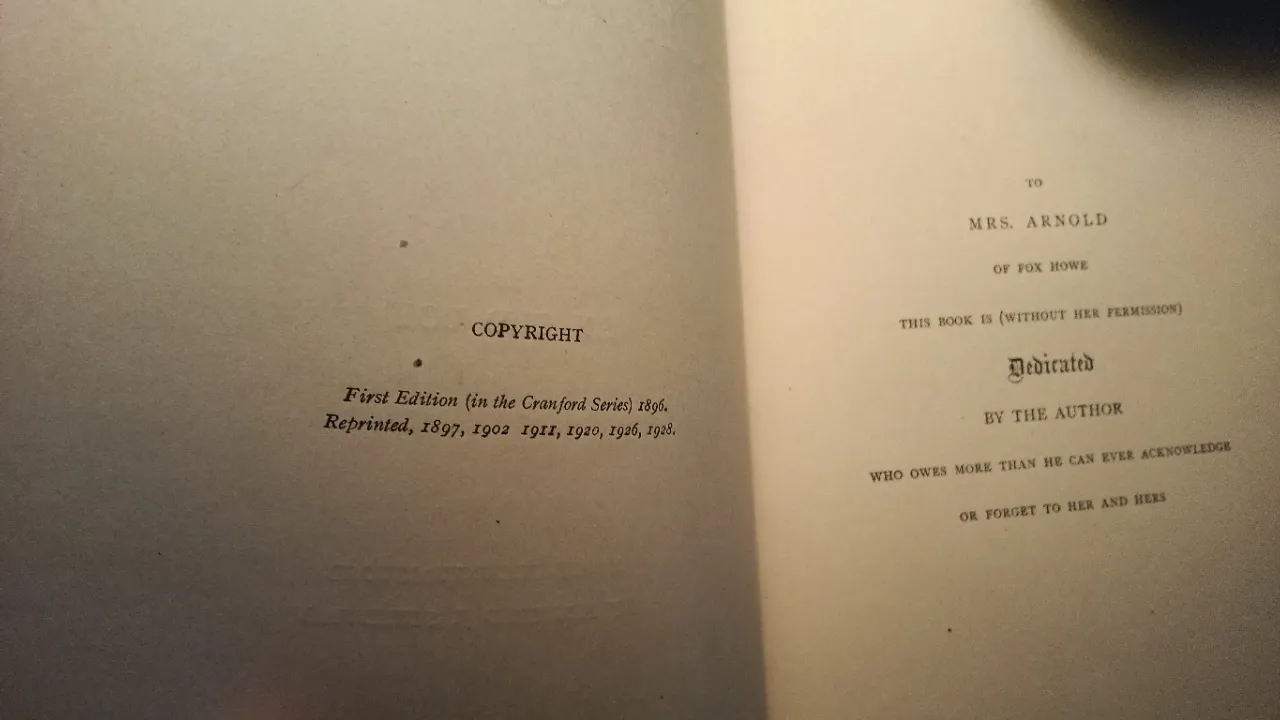 COPYRIGHT
First Edition (in the Cranford Series) 1896.
Reprinted, 1897, 1902 1911, 1920, 1926, 1928.
TO
MRS. ARNOLD
OF FOX HOWE
THIS BOOK IS (WITHOUT HER PERMISSION)
Dedicated
BY THE AUTHOR
WHO OWES MORE THAN HE CAN EVER ACKNOWLEDGE
OR FORGET TO HER AND HERS